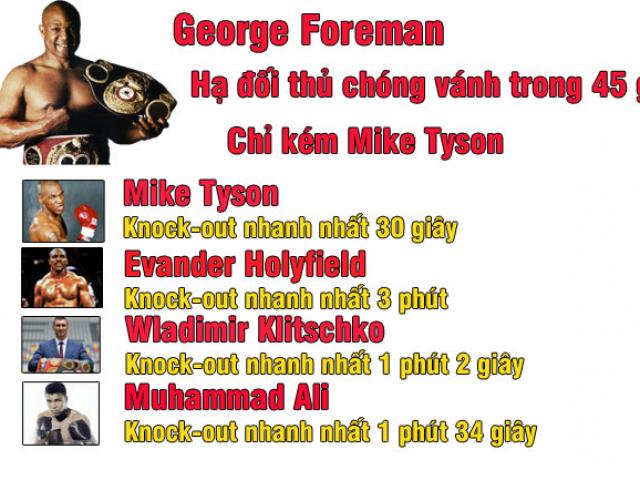 George Foreman
Hạ đối thủ chóng vánh trong 45
Chỉ kém Mike Tyson
Mike Tyson
Knock-out nhanh nhất 30 giây
Evander Holyfield
Knock-out nhanh nhất 3 phút
Wladimir Klitschko
Knock-out nhanh nhất 1 phút 2 giây
Muhammad Ali
Knock-out nhanh nhất 1 phút 34 giây